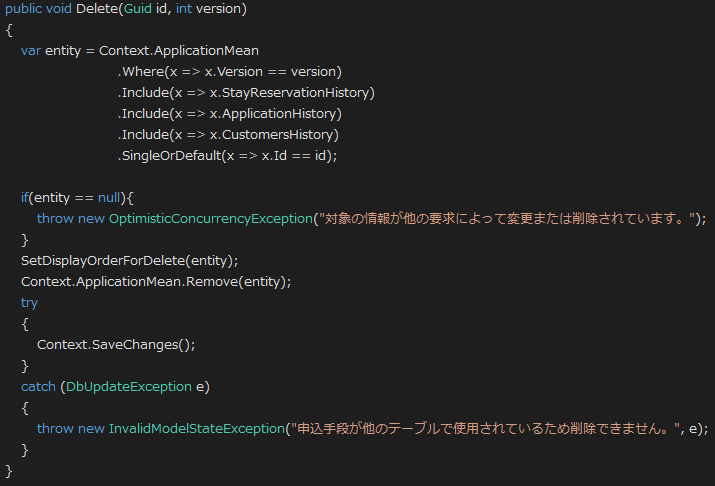 public void Delete(Guid id, int version)
{
var entity = Context.ApplicationMean
.Where(x => x.Version == version)
.Include(x => x.StayReservationHistory)
.Include(x => x.ApplicationHistory)
.Include(x => x.CustomersHistory)
.SingleOrDefault(x => x.Id == id);
if(entity == null){
throw new OptimisticConcurrencyException("対象の情報が他の要求によって変更または削除されています。");
}
SetDisplayOrderForDelete(entity);
Context.ApplicationMean.Remove(entity);
try
{
Context.SaveChanges();
}
catch (DbUpdateException e)
{
throw new InvalidModelStateException("申込手段が他のテーブルで使用されているため削除できません。", e);
}
}